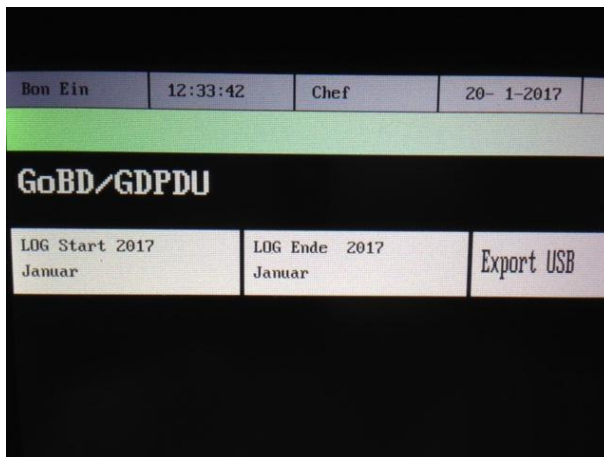 Bon Ein 12:33:42 Chef 20- 1-2017
GoBD/GDPDU
LOG Start 2017
Januar
LOG Ende 2017
Januar
Export USB